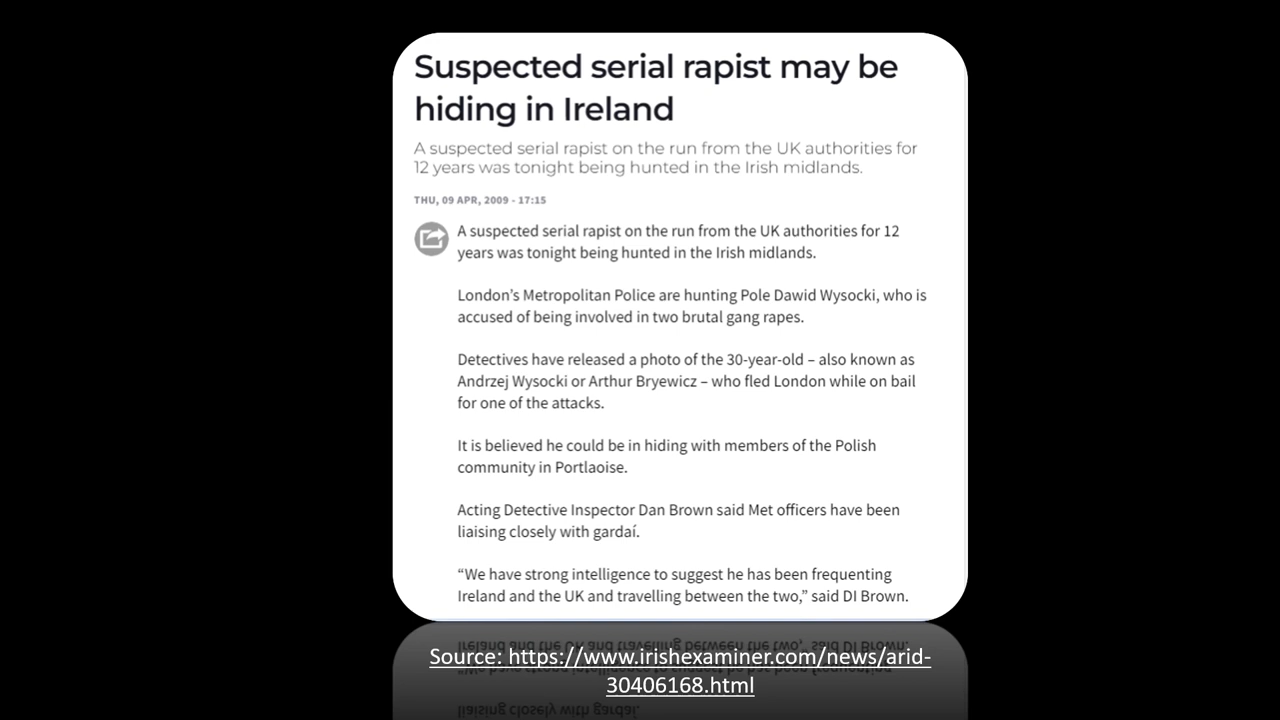 Suspected serial rapist may be
hiding in Ireland
A suspected serial rapist on the run from the UK authorities for
12 years was tonight being hunted in the Irish midlands.
THU, 09 APR, 2009 - 17:15
A suspected serial rapist on the run from the UK authorities for 12
years was tonight being hunted in the Irish midlands.
London’s Metropolitan Police are hunting Pole Dawid Wysocki, who is
accused of being involved in two brutal gang rapes.
Detectives have released a photo of the 30-year-old – also known as
Andrzej Wysocki or Arthur Bryewicz – who fled London while on bail
for one of the attacks.
It is believed he could be in hiding with members of the Polish
community in Portlaoise.
Acting Detective Inspector Dan Brown said Met officers have been
liaising closely with gardaí.
“We have strong intelligence to suggest he has been frequenting
Ireland and the UK and travelling between the two,” said DI Brown.
Source: https://www.irishexaminer.com/news/arid-
30406168.html